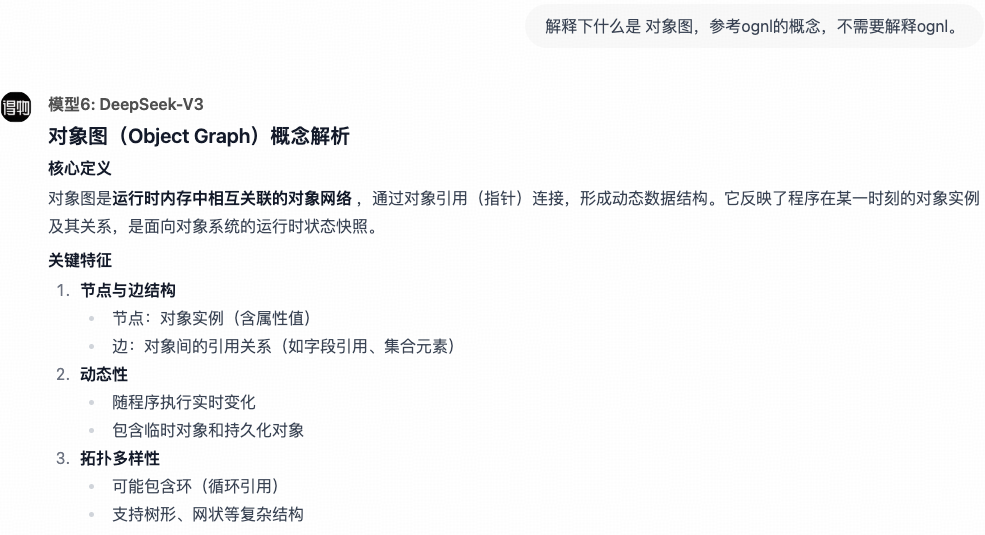 解释下什么是 对象图，参考ognl的概念，不需要解释ognl。
得物
模型6: DeepSeek-V3
对象图（Object Graph）概念解析
核心定义
对象图是运行时内存中相互关联的对象网络 ，通过对象引用（指针）连接，形成动态数据结构。它反映了程序在某一时刻的对象实例
及其关系，是面向对象系统的运行时状态快照。
关键特征
1. 节点与边结构
• 节点：对象实例（含属性值）
• 边：对象间的引用关系（如字段引用、集合元素）
2. 动态性
• 随程序执行实时变化
• 包含临时对象和持久化对象
3. 拓扑多样性
• 可能包含环（循环引用）
• 支持树形、网状等复杂结构